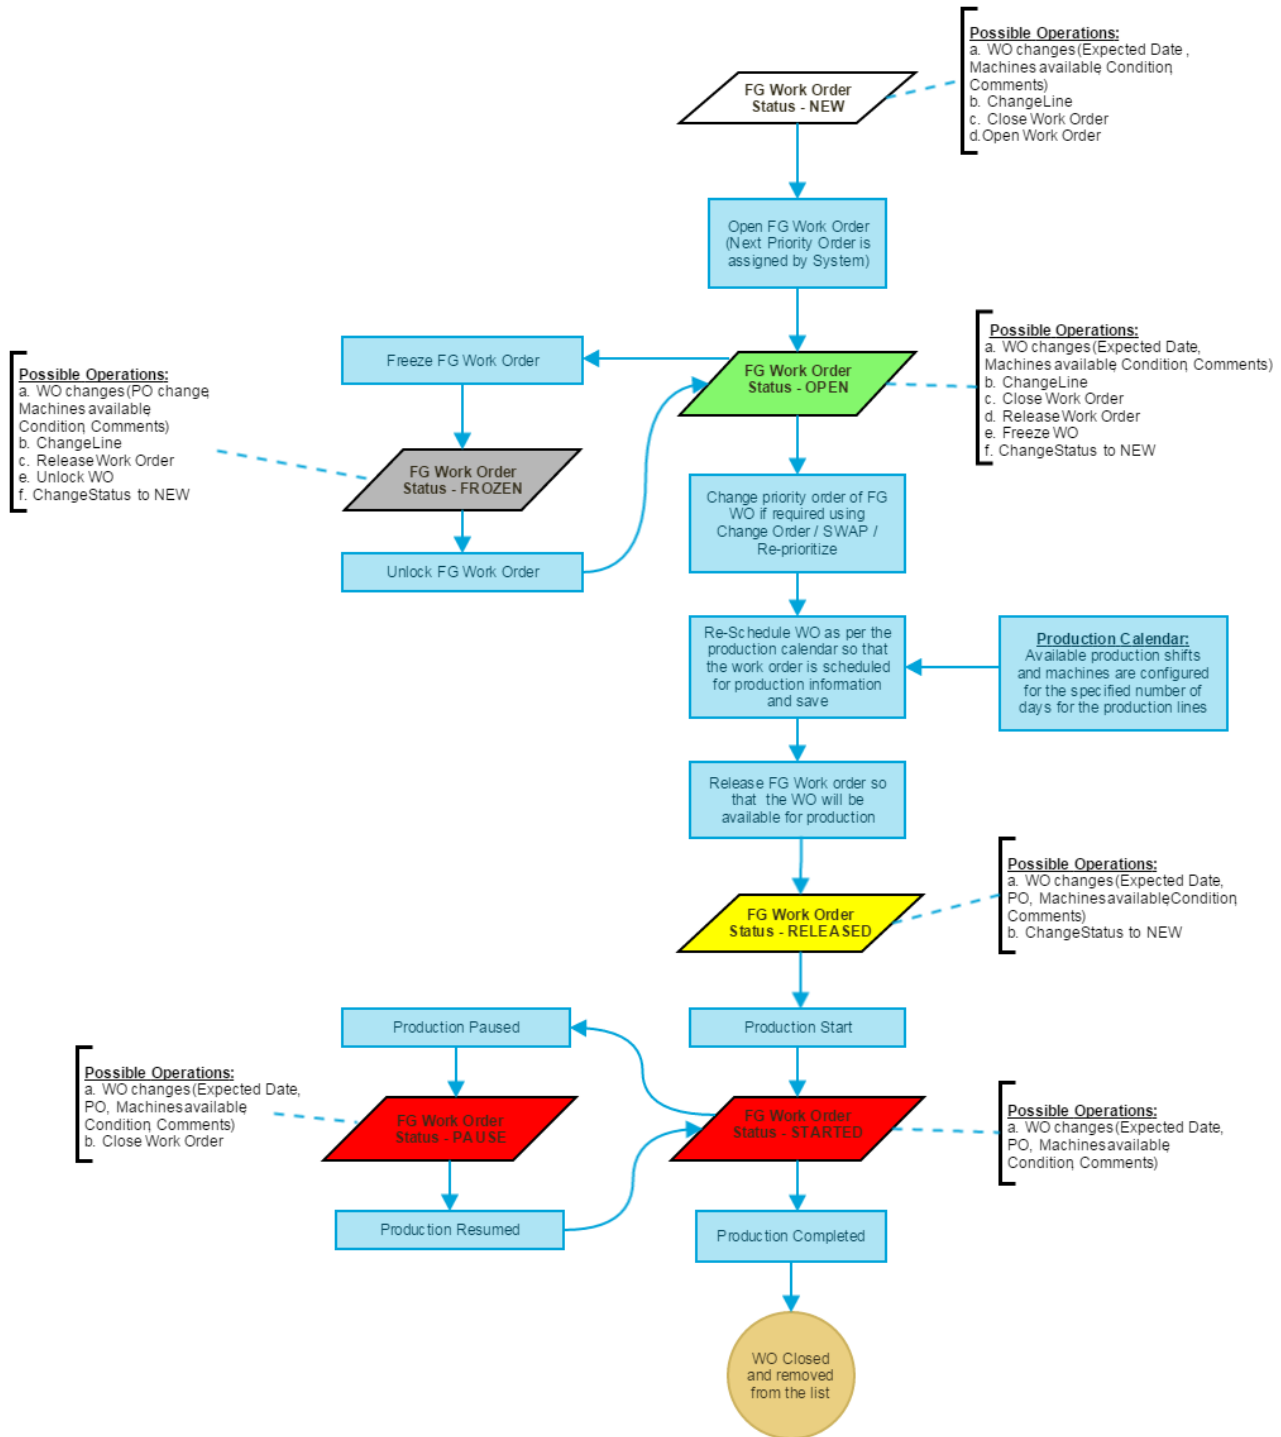 Possible Operations:
a. WO changes(Expected Date ,
Machines available, Condition,
Comments)
b. ChangeLine
c. Close Work Order
d.Open Work Order
FG Work Order
Status - NEW
Open FG Work Order
(Next Priority Order is
assigned by System)
Possible Operations:
a. WO changes(Expected Date,
Machines available, Condition, Comments)
b. ChangeLine
c. Close Work Order
d. Release Work Order
e. Freeze WO
f. ChangeStatus to NEW
Freeze FG Work Order
FG Work Order
Status - OPEN
Possible Operations:
a. WO changes(PO change,
Machines available,
Condition, Comments)
b. ChangeLine
c. Release Work Order
e. Unlock WO
f. ChangeStatus to NEW
FG Work Order
Status - FROZEN
Unlock FG Work Order
Change priority order of FG
WO if required using
Change Order / SWAP /
Re-prioritize
Re-Schedule WO as per the
production calendar so that
the work order is scheduled
for production information
and save
Production Calendar:
Available production shifts
and machines are configured
for the specified number of
days for the production lines
Release FG Work order so
that the WO will be
available for production
Possible Operations:
a. WO changes(Expected Date,
PO, Machines available,Condition,
Comments)
b. ChangeStatus to NEW
FG Work Order
Status - RELEASED
Production Paused
Production Start
Possible Operations:
a. WO changes(Expected Date,
PO, Machines available,
Condition, Comments)
b. Close Work Order
FG Work Order
Status - PAUSE
FG Work Order
Status - STARTED
Possible Operations:
a. WO changes(Expected Date,
PO, Machines available,
Condition, Comments)
Production Resumed
Production Completed
WO Closed
and removed
from the list